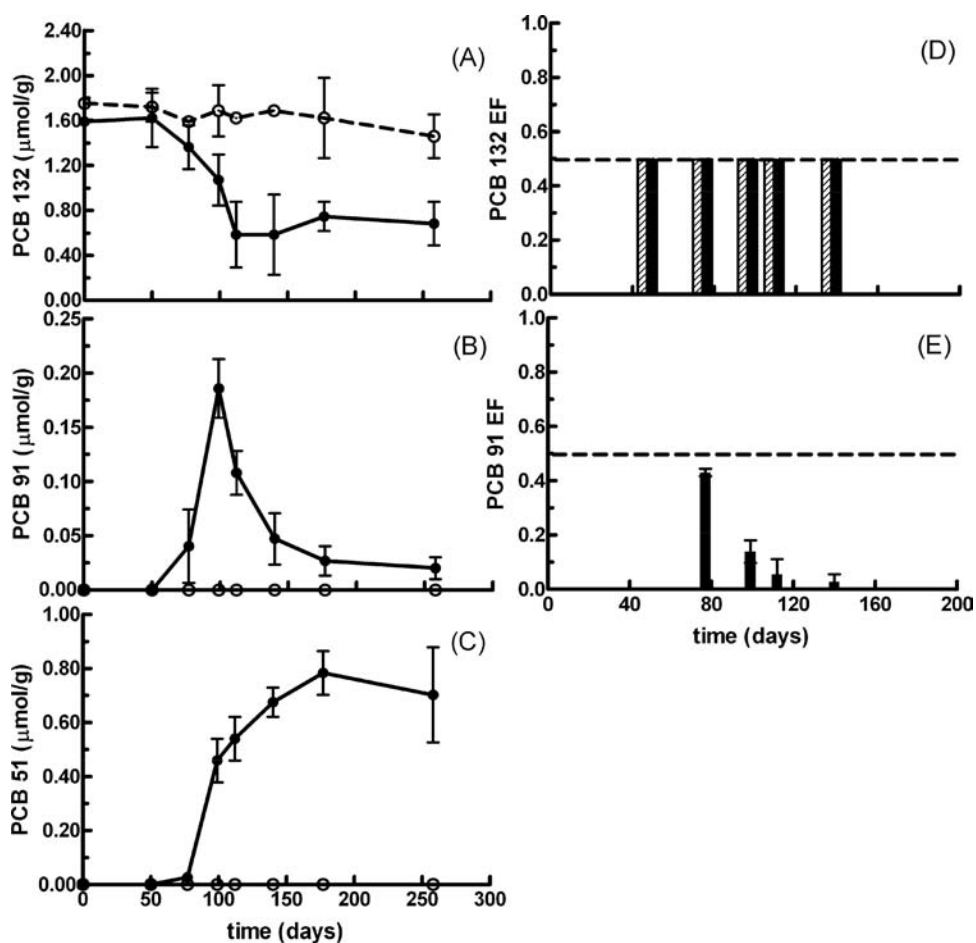 (A)
PCB 132 (μmol/g)
2.40
2.00
1.60
1.20
0.80
0.40
0.00
(B)
PCB 91 (μmol/g)
0.25
0.20
0.15
0.10
0.05
0.00
(C)
PCB 51 (μmol/g)
1.00
0.80
0.60
0.40
0.20
0.00
0 50 100 150 200 250 300
time (days)
(D)
PCB 132 EF
1.0
0.8
0.6
0.4
0.2
0.0
(E)
PCB 91 EF
1.0
0.8
0.6
0.4
0.2
0.0
0 40 80 120 160 200
time (days)